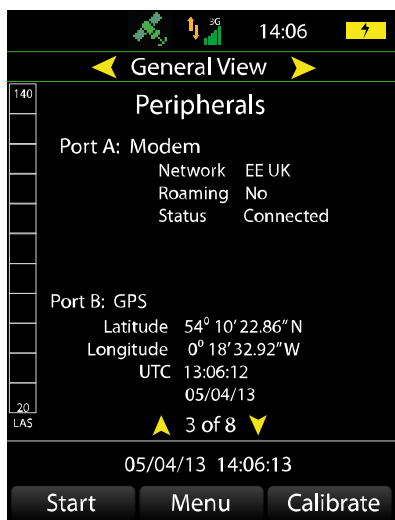 3G 14:06
General View
140
Peripherals
Port A: Modem
Network EE UK
Roaming No
Status Connected
Port B: GPS
Latitude 54⁰ 10' 22.86" N
Longitude 0⁰ 18' 32.92" W
UTC 13:06:12
05/04/13
20
LAS
3 of 8
05/04/13 14:06:13
Start Menu Calibrate